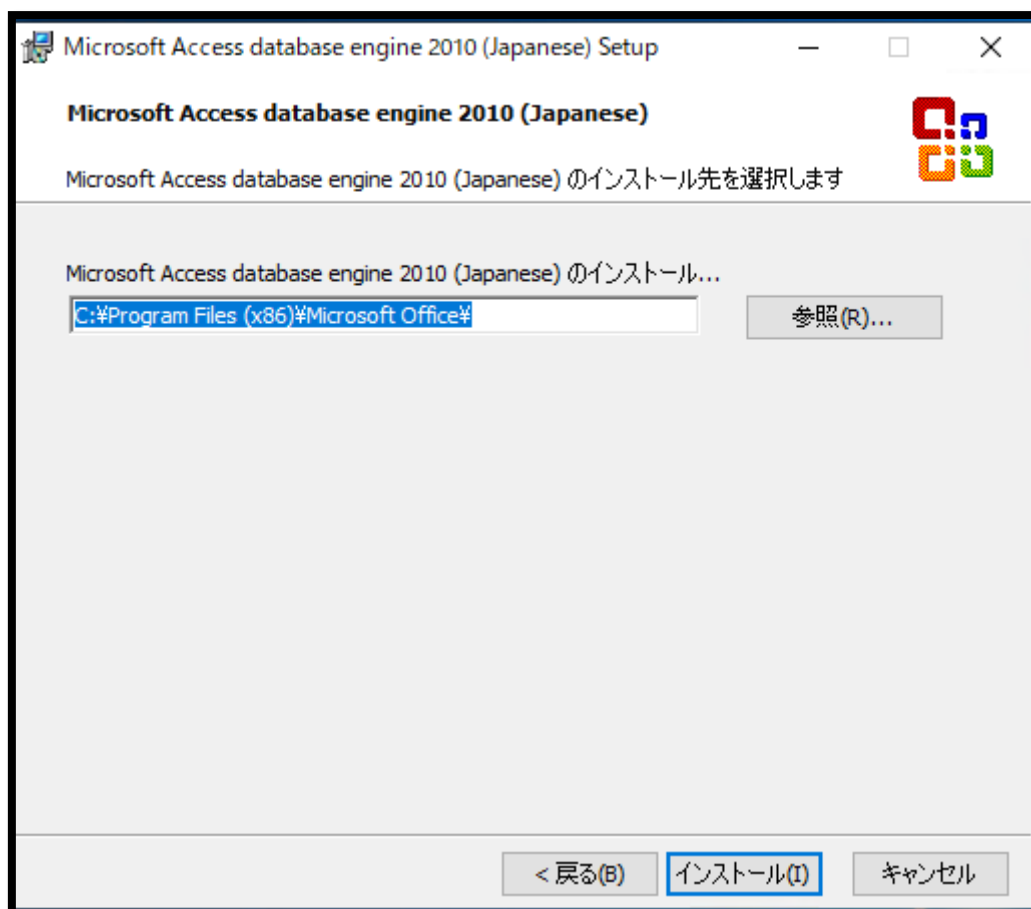 Microsoft Access database engine 2010 (Japanese) Setup
Microsoft Access database engine 2010 (Japanese)
Microsoft Access database engine 2010 (Japanese) のインストール先を選択します
Microsoft Access database engine 2010 (Japanese) のインストール...
C:¥Program Files (x86)¥Microsoft Office¥
参照(R)...
< 戻る(B)
インストール(I)
キャンセル